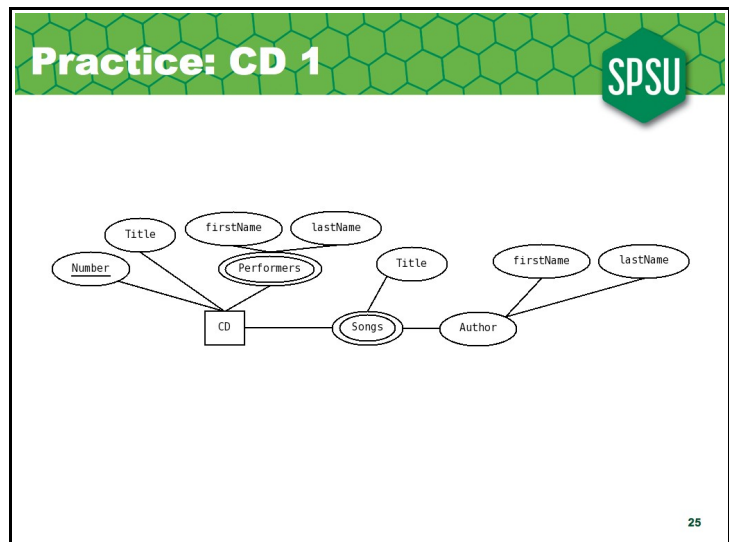 Practice: CD 1
SPSU
firstName
lastName
Title
Performers
Number
Title
firstName
lastName
CD
Songs
Author
25